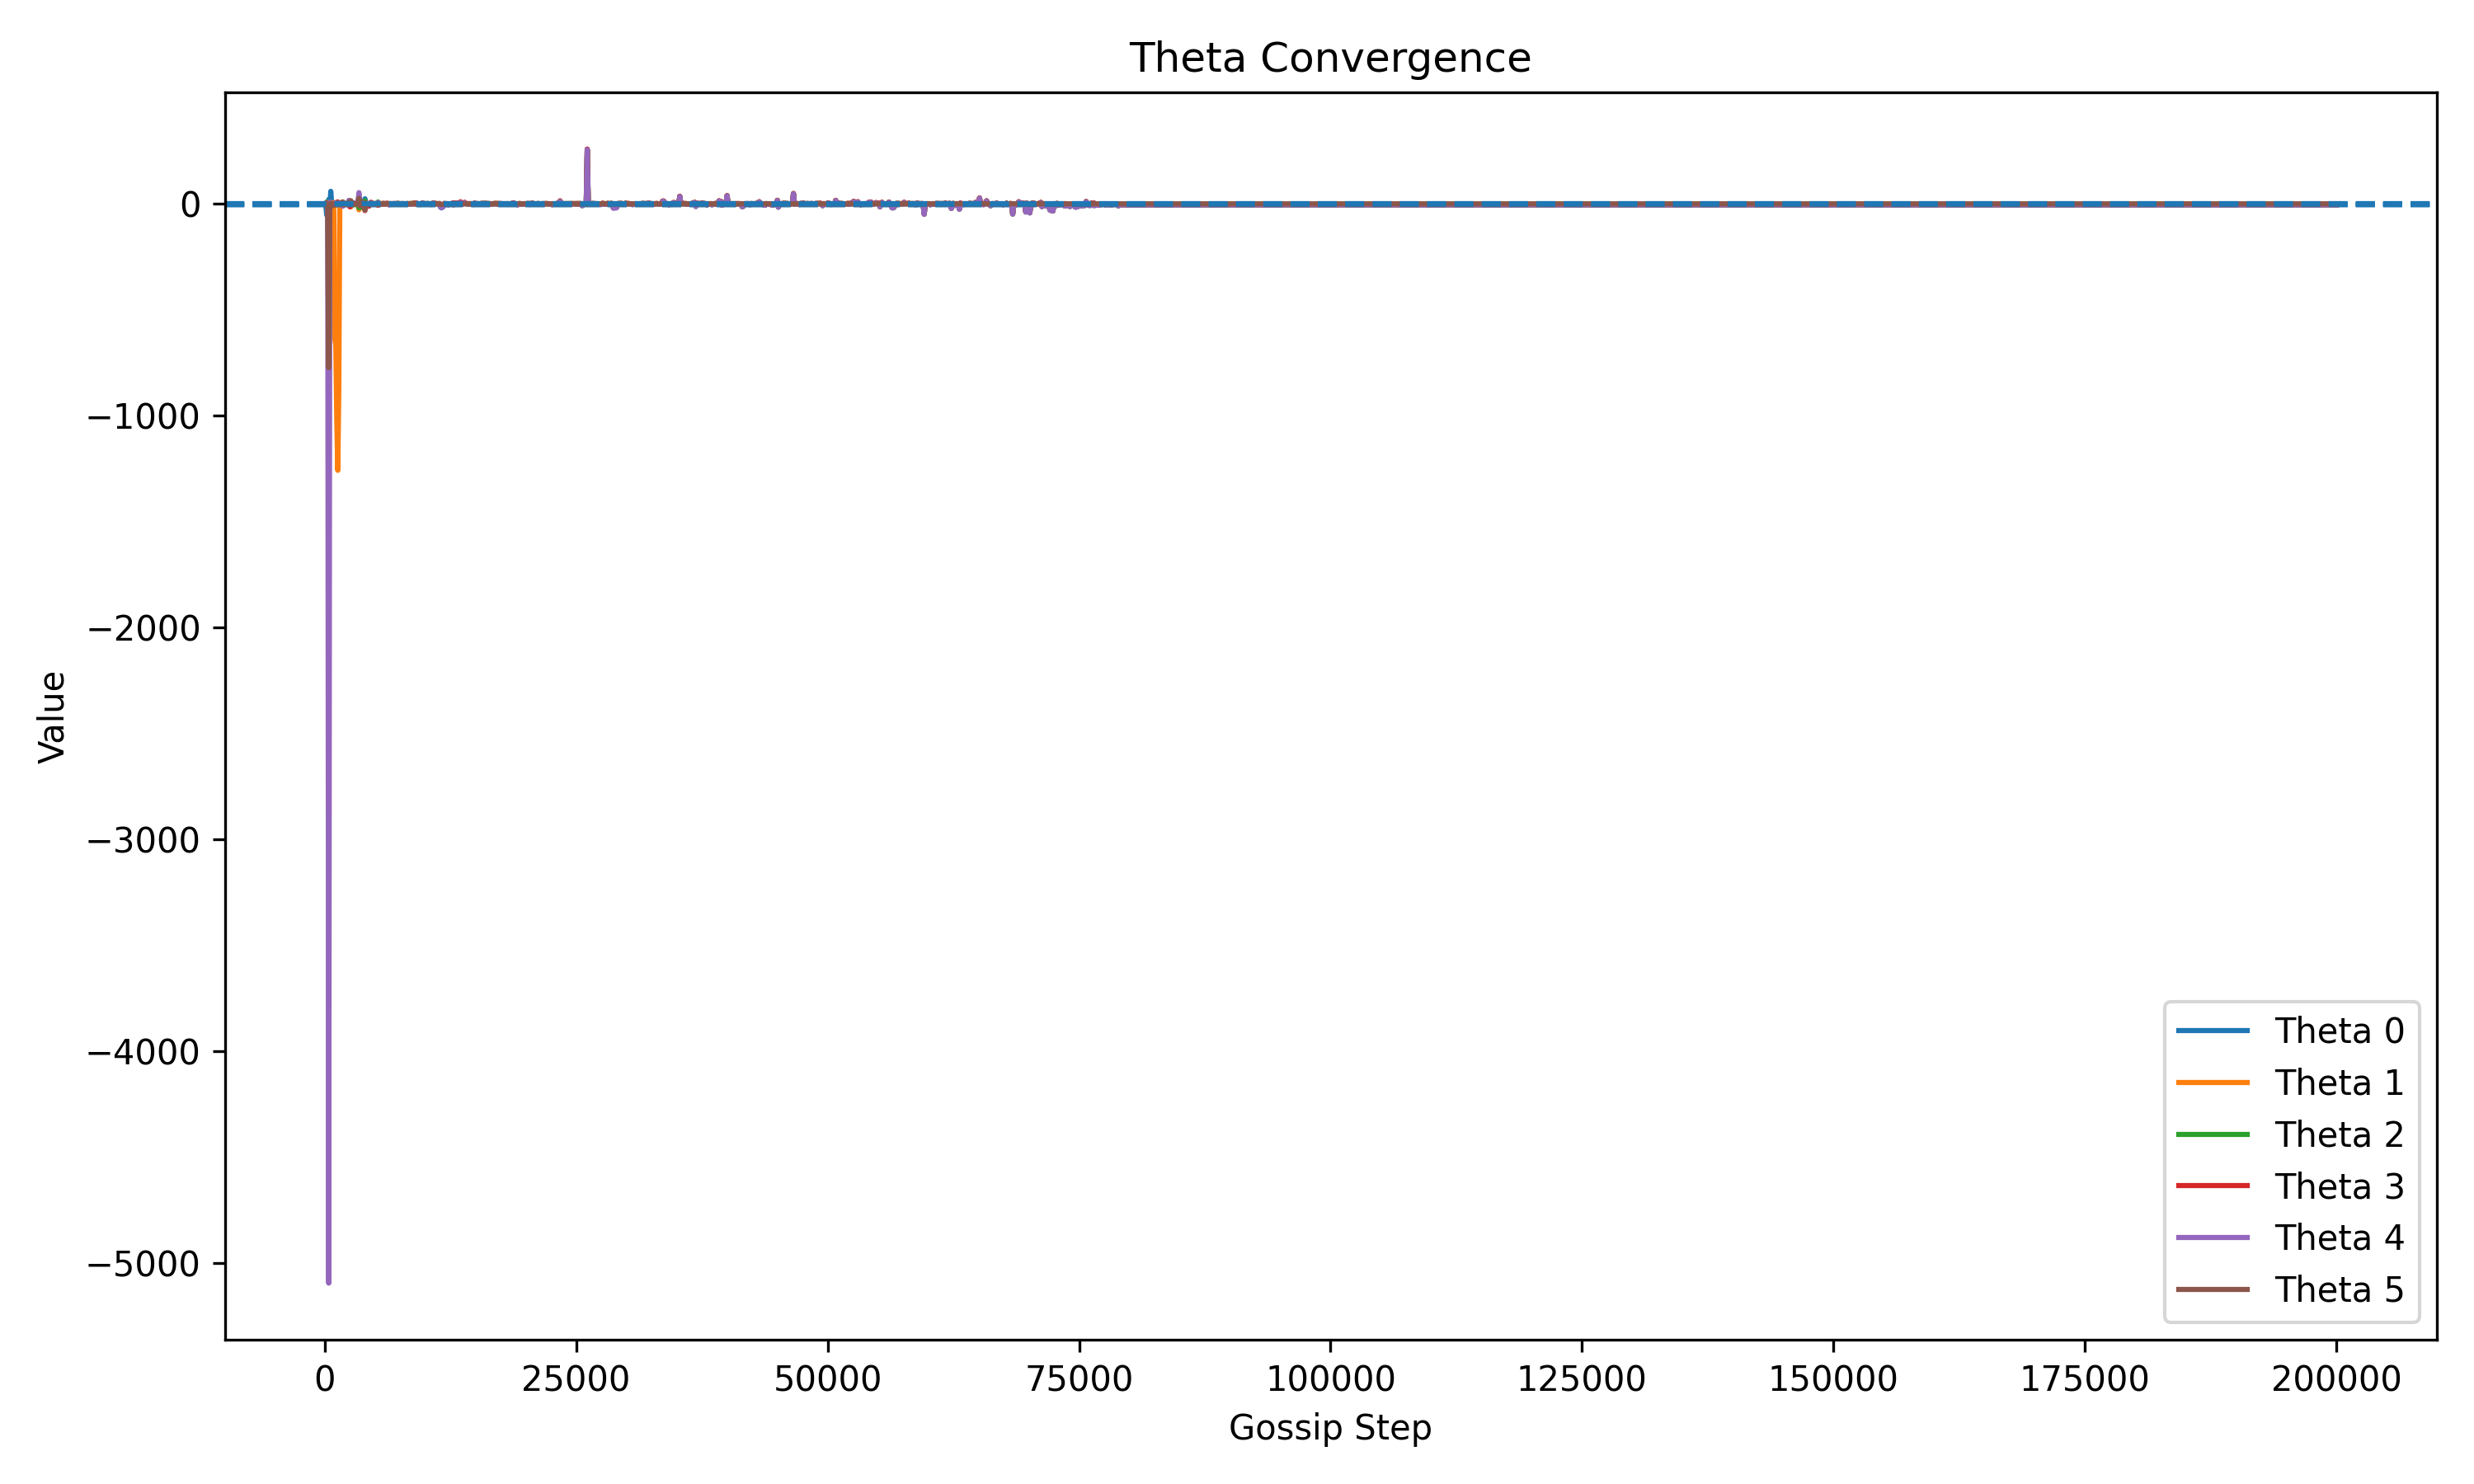 Theta Convergence
Value
0
−1000
−2000
−3000
−4000
−5000
Theta 0
Theta 1
Theta 2
Theta 3
Theta 4
Theta 5
0 25000 50000 75000 100000 125000 150000 175000 200000
Gossip Step